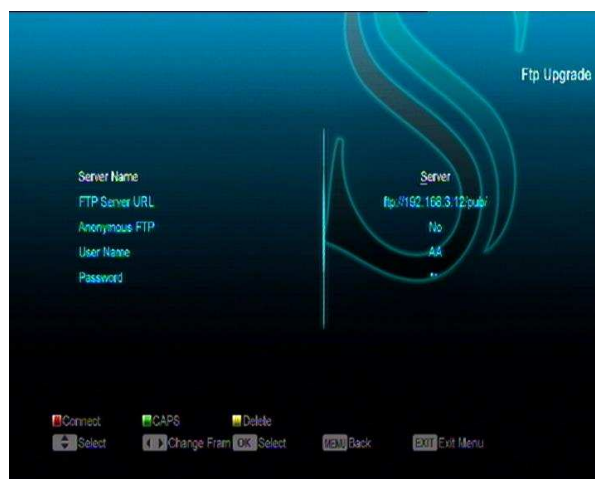 Ftp Upgrade
Server Name Server
FTP Server URL ftp://192.168.3.12/pub/
Anonymous FTP No
User Name AA
Password **
Connect CAPS Delete
Select Change Fram OK Select MENU Back EXIT Exit Menu